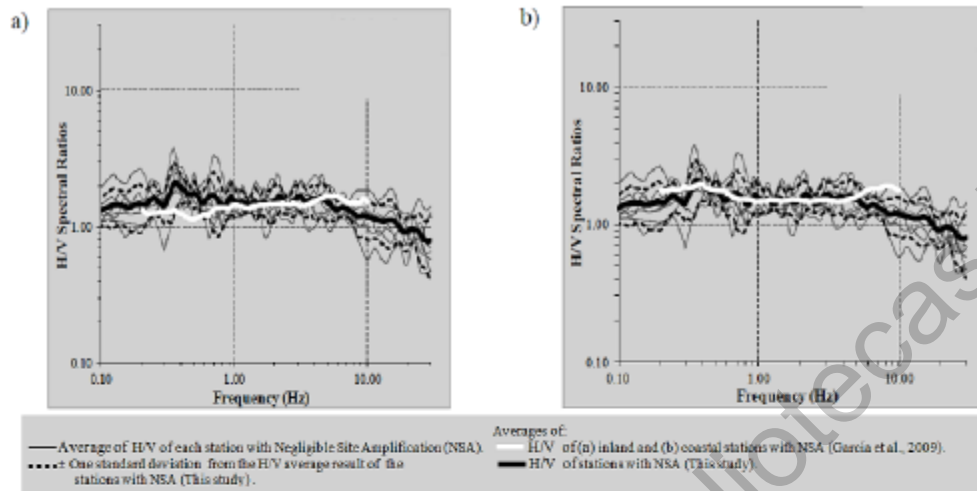 a)
b)
10.00
1.00
0.10
H/V Spectral Ratios
0.10 1.00 10.00
Frequency (Hz)
10.00
1.00
0.10
H/V Spectral Ratios
0.10 1.00 10.00
Frequency (Hz)
Averages of:
Average of H/V of each station with Negligible Site Amplification (NSA).
H/V of (a) inland and (b) coastal stations with NSA (Garcia et al., 2009).
± One standard deviation from the H/V average result of the
H/V of stations with NSA (This study).
stations with NSA (This study).